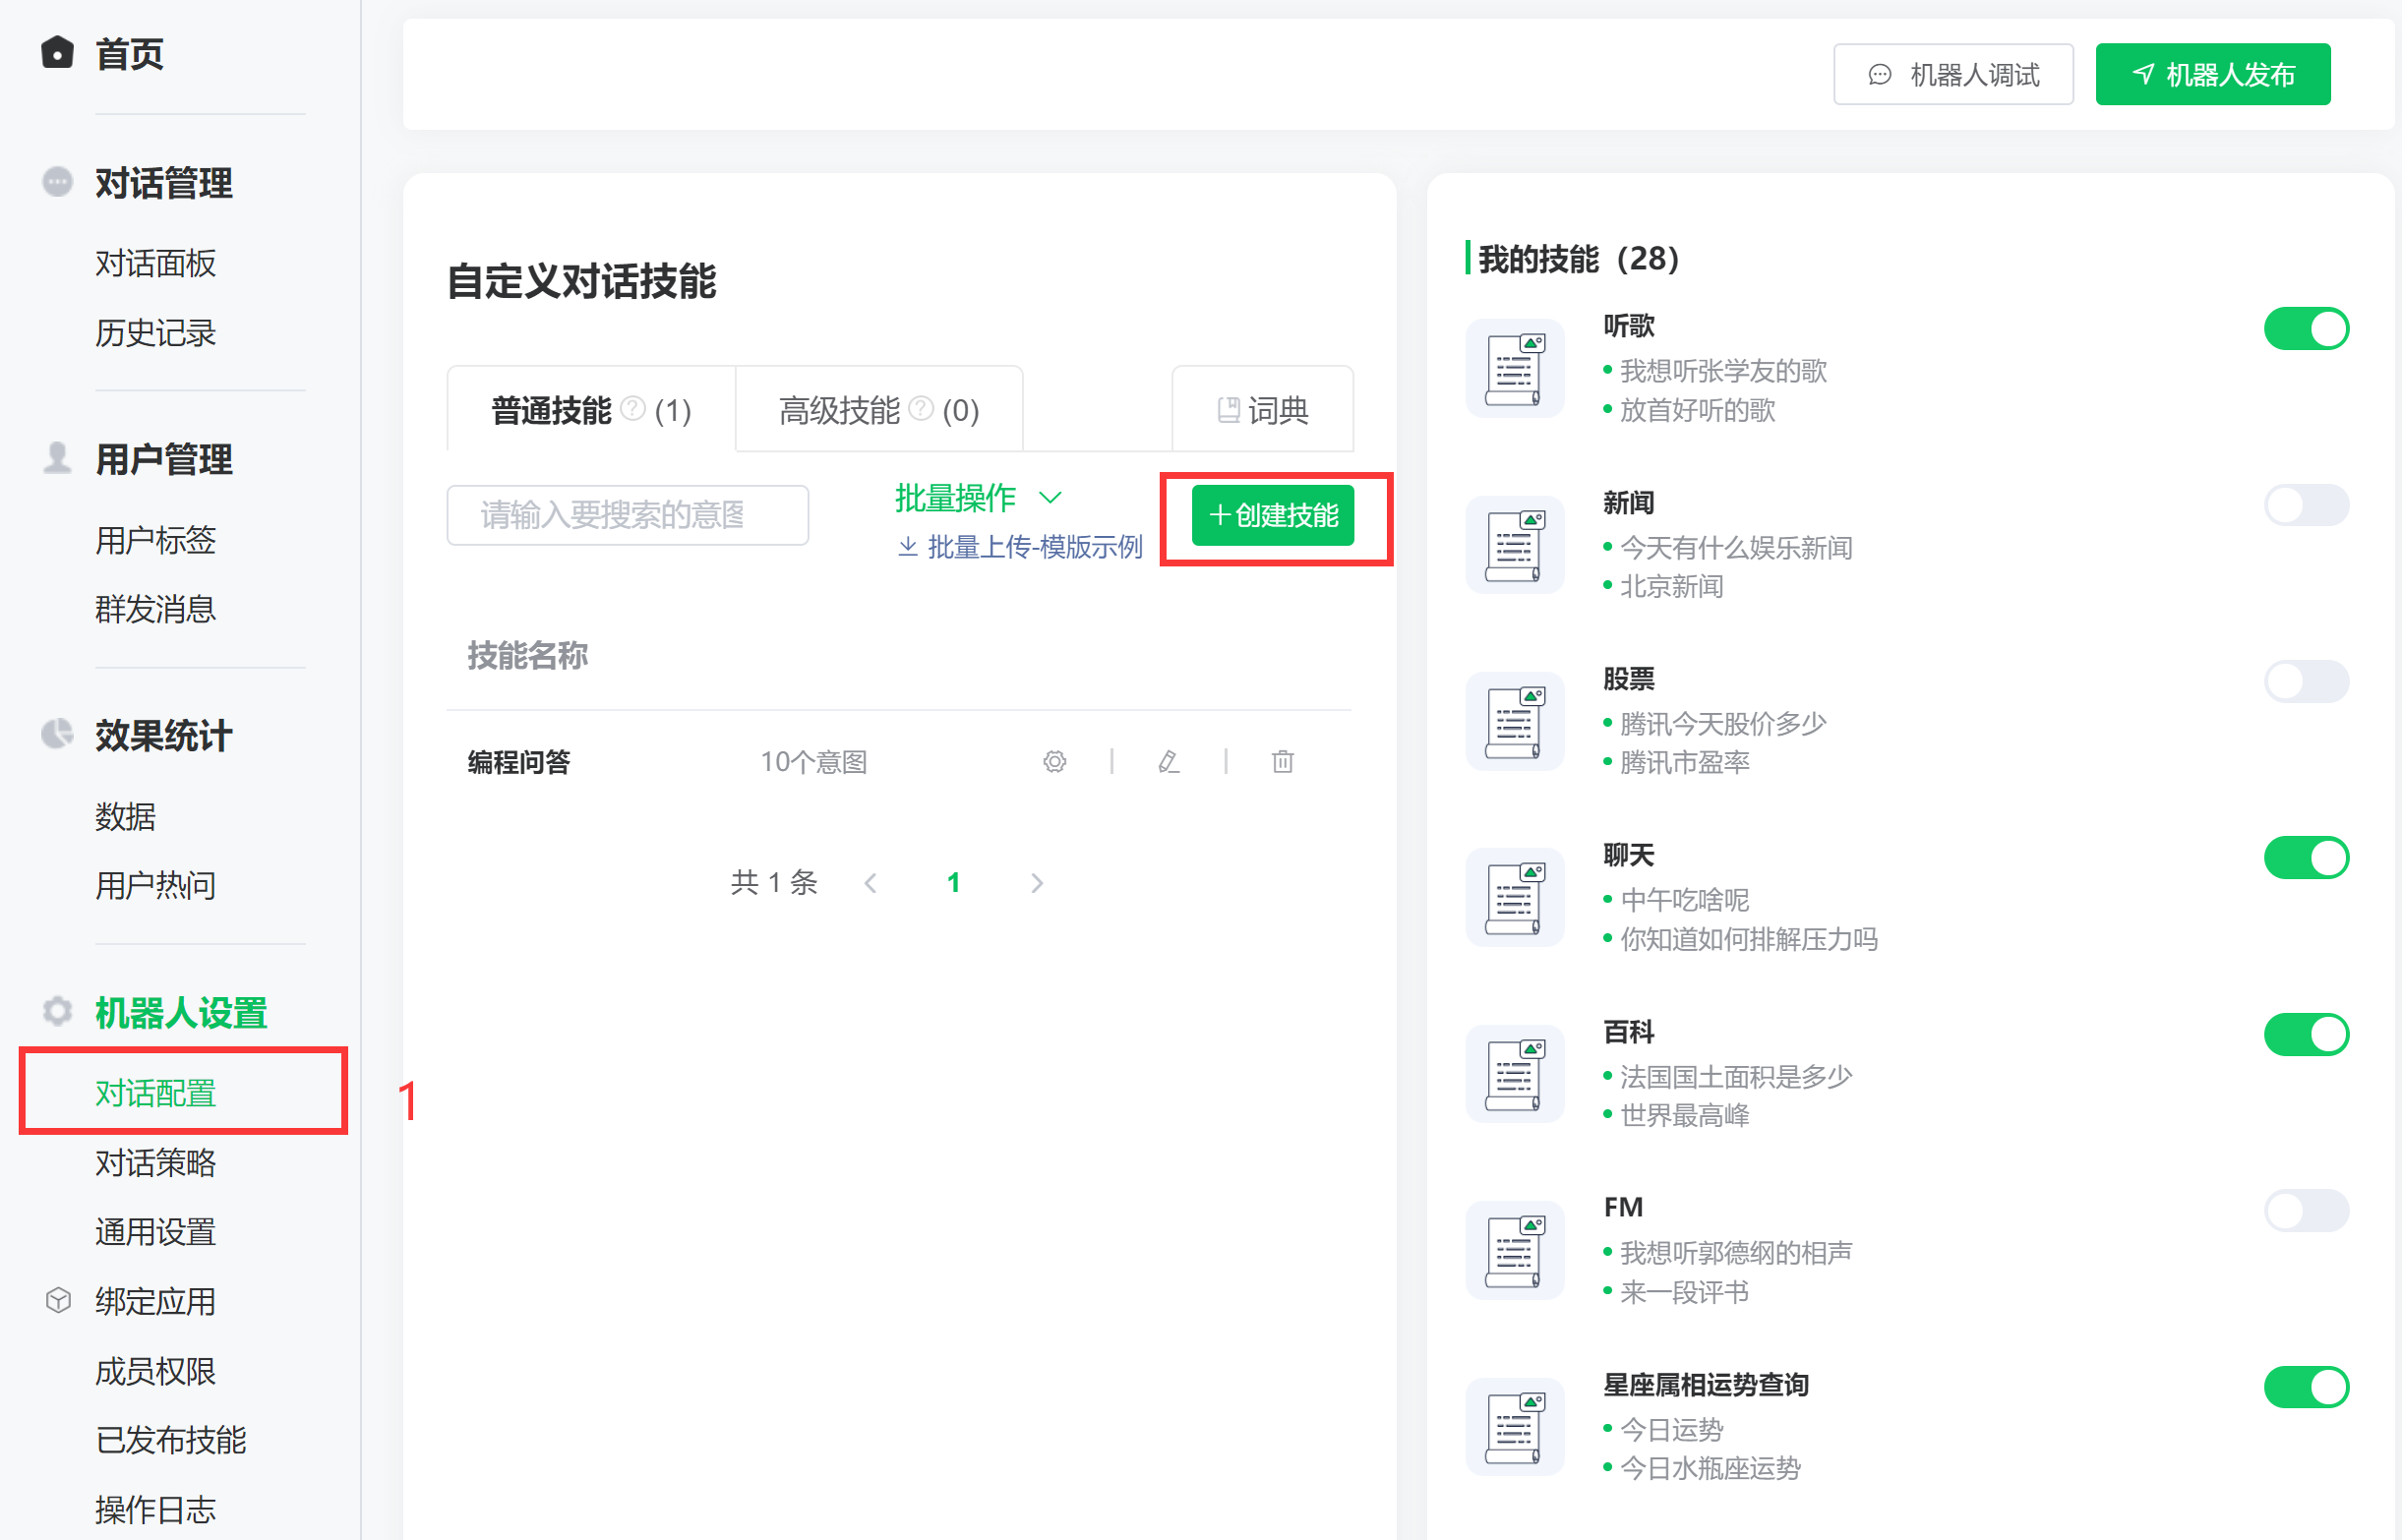 首页
对话管理
对话面板
历史记录
用户管理
用户标签
群发消息
效果统计
数据
用户热问
机器人设置
对话配置
1
对话策略
通用设置
绑定应用
成员权限
已发布技能
操作日志
机器人调试
机器人发布
自定义对话技能
普通技能 ? (1)
高级技能 ? (0)
词典
请输入要搜索的意图
批量操作
批量上传-模版示例
+创建技能
技能名称
编程问答 10个意图
共 1 条 < 1 >
我的技能（28）
听歌
我想听张学友的歌
放首好听的歌
新闻
今天有什么娱乐新闻
北京新闻
股票
腾讯今天股价多少
腾讯市盈率
聊天
中午吃啥呢
你知道如何排解压力吗
百科
法国国土面积是多少
世界最高峰
FM
我想听郭德纲的相声
来一段评书
星座属相运势查询
今日运势
今日水瓶座运势